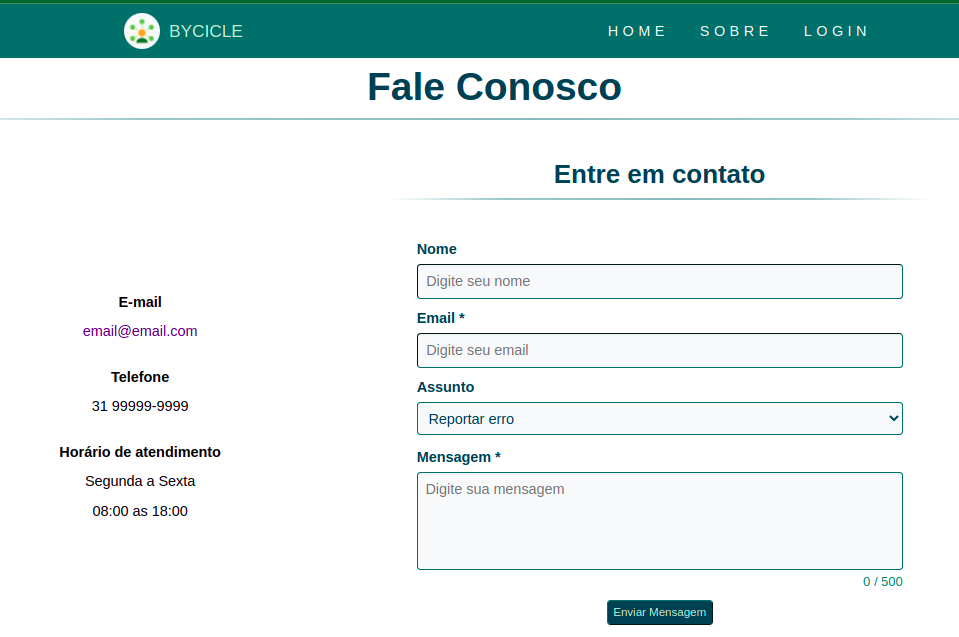 BYCICLE
HOME SOBRE LOGIN
Fale Conosco
E-mail
email@email.com
Telefone
31 99999-9999
Horário de atendimento
Segunda a Sexta
08:00 as 18:00
Entre em contato
Nome
Digite seu nome
Email *
Digite seu email
Assunto
Reportar erro
Mensagem *
Digite sua mensagem
0 / 500
Enviar Mensagem